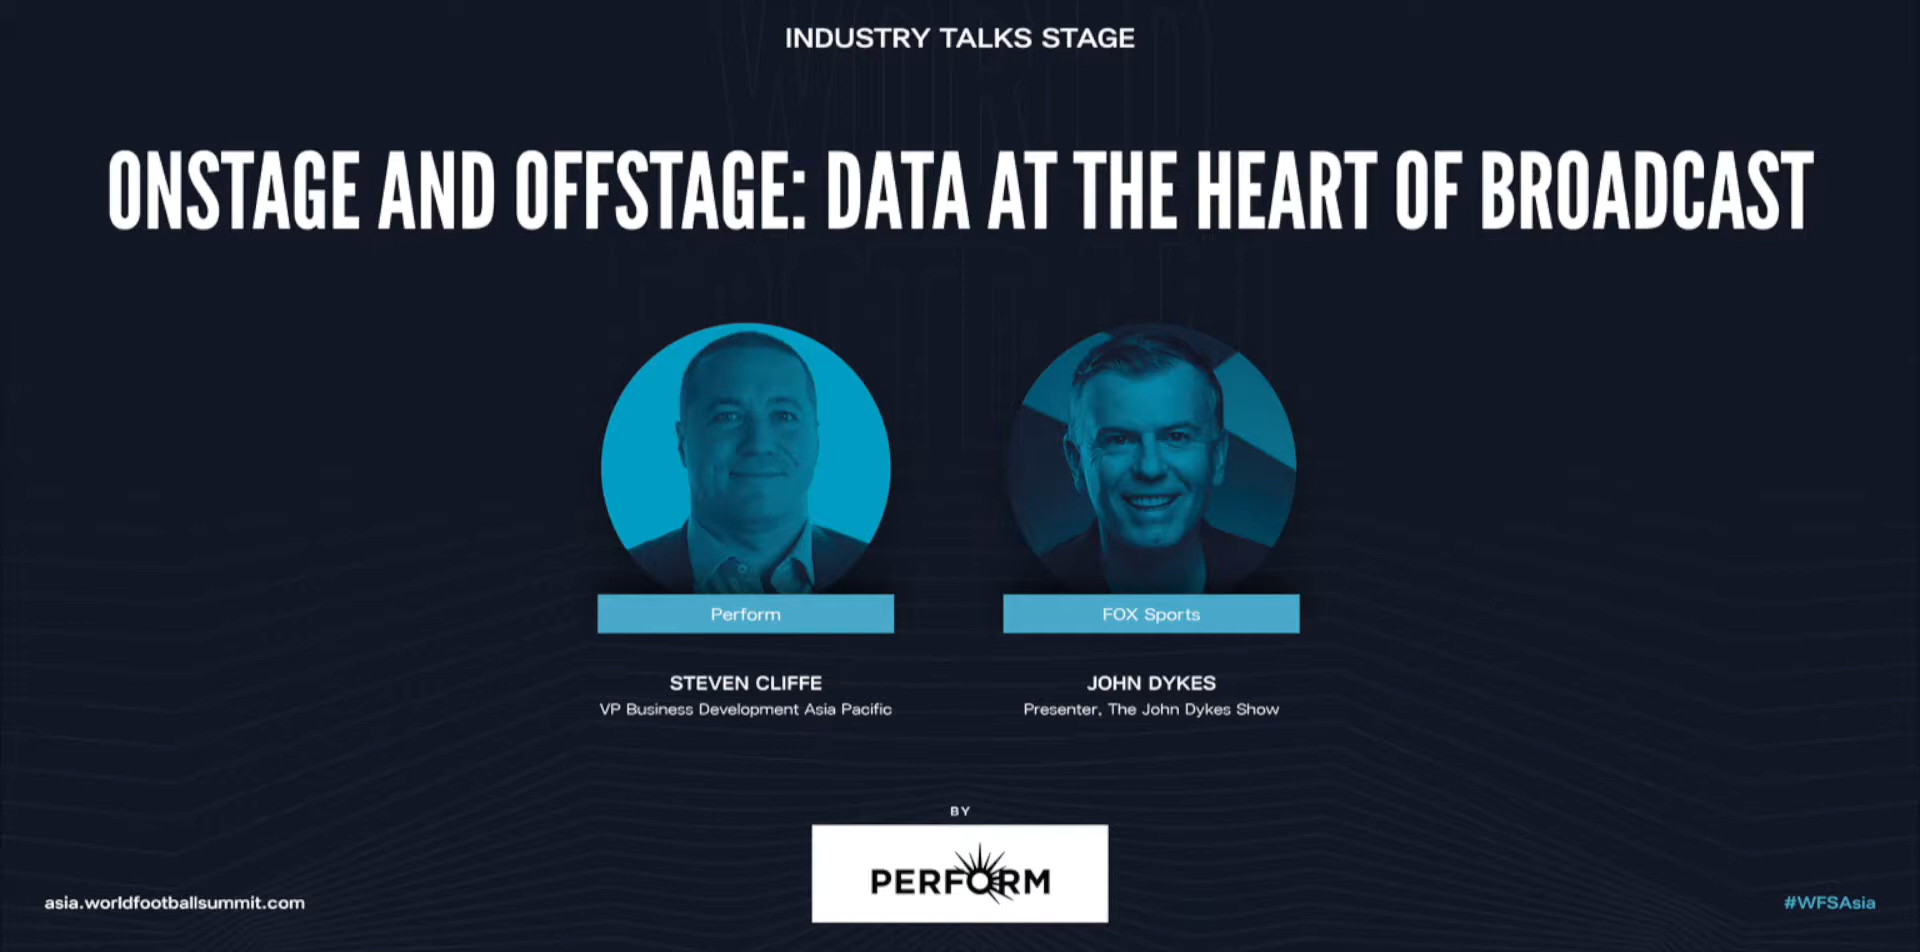 INDUSTRY TALKS STAGE
ONSTAGE AND OFFSTAGE: DATA AT THE HEART OF BROADCAST
Perform
FOX Sports
STEVEN CLIFFE
VP Business Development Asia Pacific
JOHN DYKES
Presenter, The John Dykes Show
BY
PERFORM
asia.worldfootballsummit.com
#WFSAsia